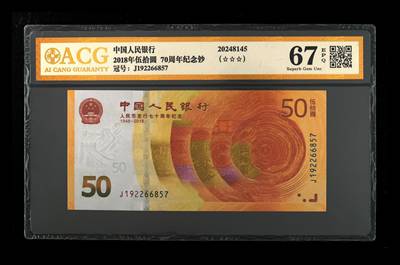 ACG
AI CANG GUARANTY
中国人民银行
2018年伍拾圆 70周年纪念钞
冠号：J192266857
20248145
(☆☆☆)
67 EPQ
Superb Gem Unc
中国人民银行
人民币发行七十周年纪念
1948-2018
50 伍拾圆
50
50
J192266857
J192266857